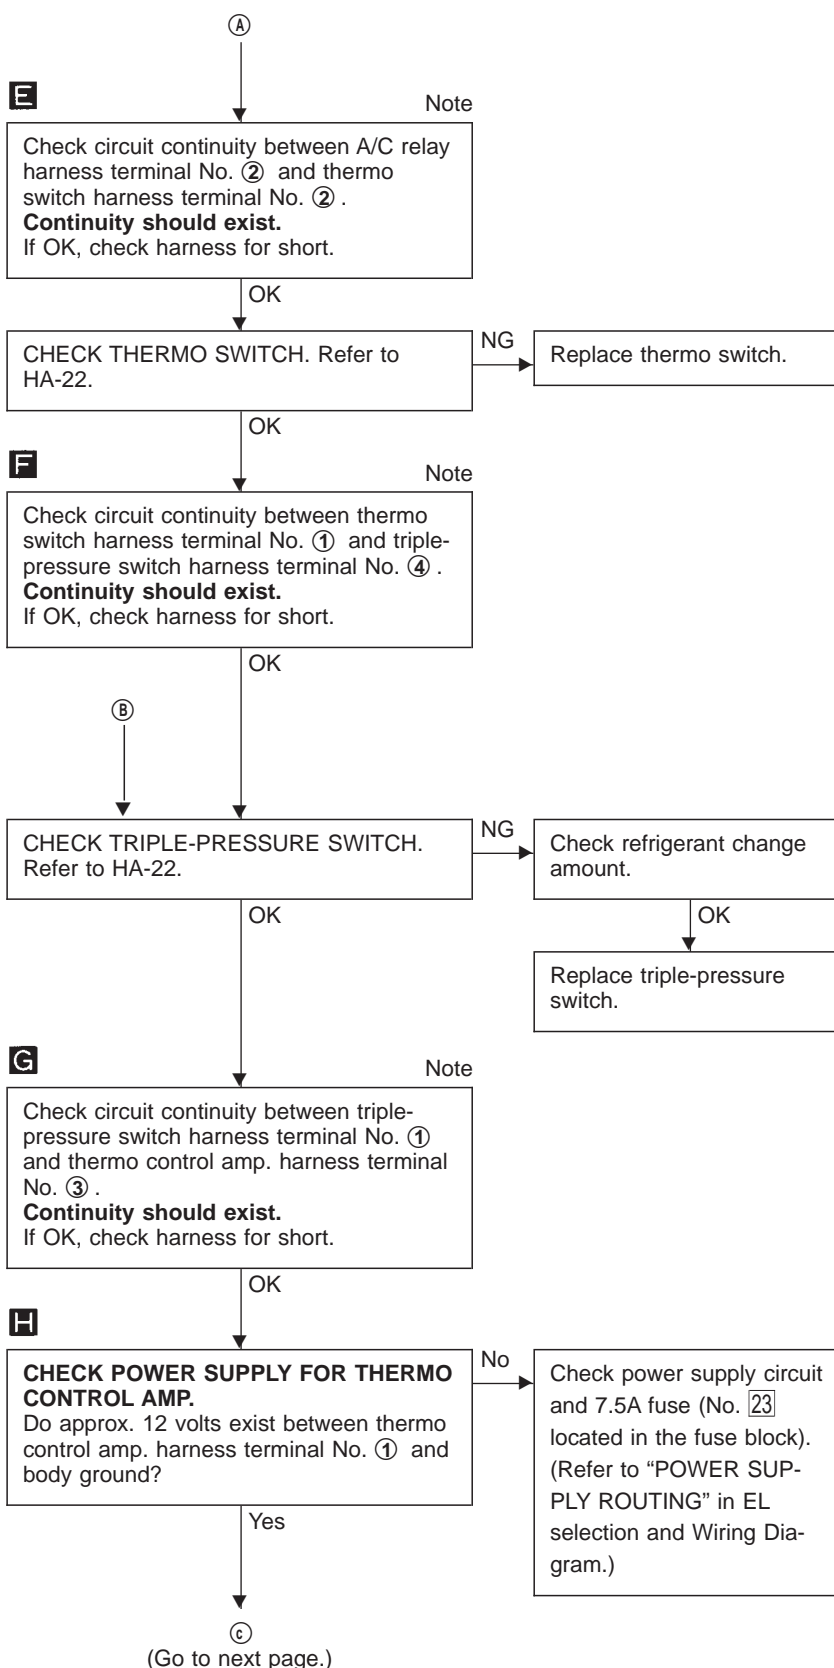 Ⓐ
E
Note
Check circuit continuity between A/C relay
harness terminal No. ② and thermo
switch harness terminal No. ② .
Continuity should exist.
If OK, check harness for short.
OK
CHECK THERMO SWITCH. Refer to
HA-22.
NG
Replace thermo switch.
OK
F
Note
Check circuit continuity between thermo
switch harness terminal No. ① and triple-
pressure switch harness terminal No. ④ .
Continuity should exist.
If OK, check harness for short.
OK
Ⓑ
CHECK TRIPLE-PRESSURE SWITCH.
Refer to HA-22.
NG
Check refrigerant change
amount.
OK
OK
Replace triple-pressure
switch.
G
Note
Check circuit continuity between triple-
pressure switch harness terminal No. ①
and thermo control amp. harness terminal
No. ③ .
Continuity should exist.
If OK, check harness for short.
OK
H
CHECK POWER SUPPLY FOR THERMO
CONTROL AMP.
Do approx. 12 volts exist between thermo
control amp. harness terminal No. ① and
body ground?
No
Check power supply circuit
and 7.5A fuse (No. 23
located in the fuse block).
(Refer to “POWER SUP-
PLY ROUTING” in EL
selection and Wiring Dia-
gram.)
Yes
ⓒ
(Go to next page.)